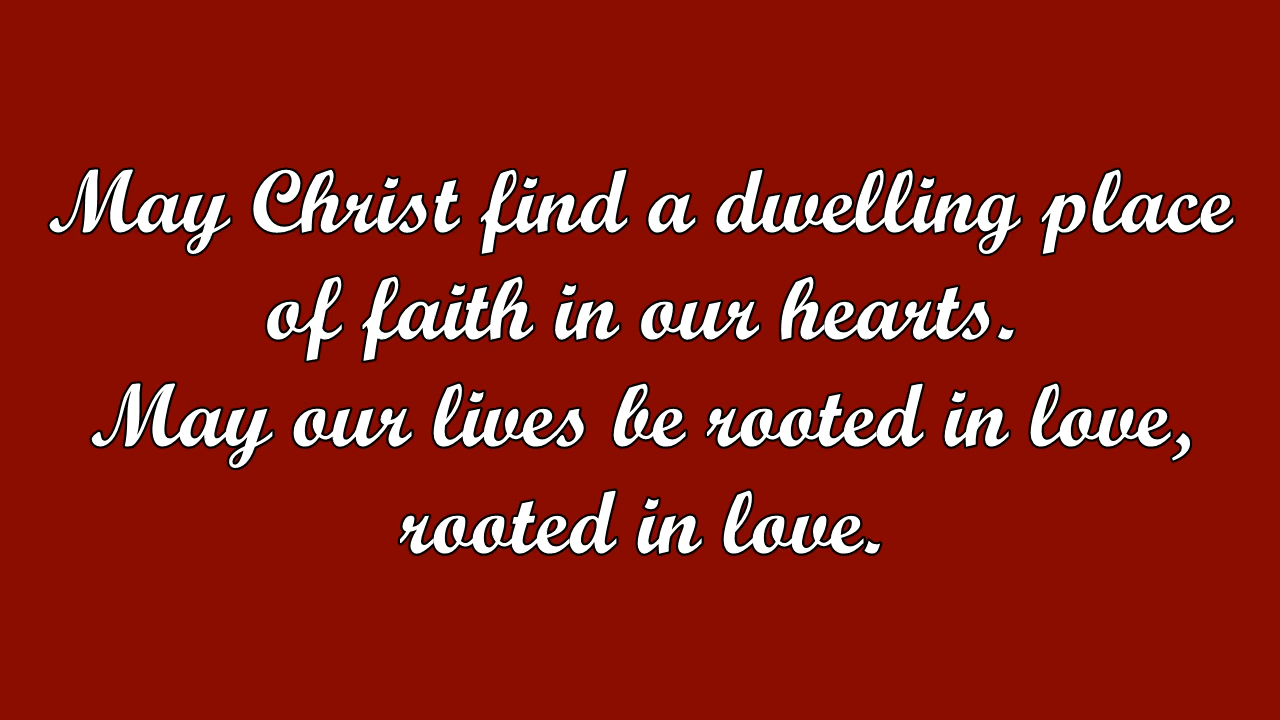 May Christ find a dwelling place
of faith in our hearts.
May our lives be rooted in love,
rooted in love.